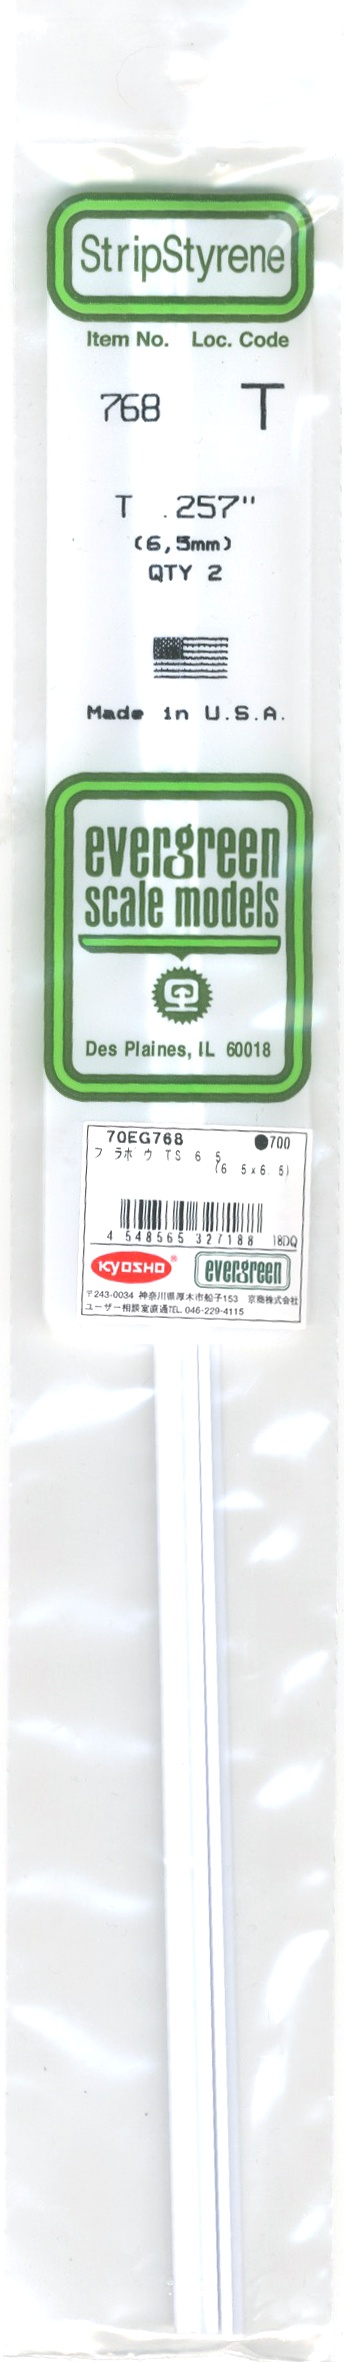 StripStyrene
Item No. Loc. Code
768 T
T .257"
(6,5mm)
QTY 2
Made in U.S.A.
evergreen
scale models
Des Plaines, IL 60018
70EG768 ●700
フ ラボ ウ TS 6 5
(6 5x6 5)
4 548565 327188 18DQ
KYOSHO® evergreen
〒243-0034 神奈川県厚木市船子153 京商株式会社
ユーザー相談室直通TEL. 046-229-4115